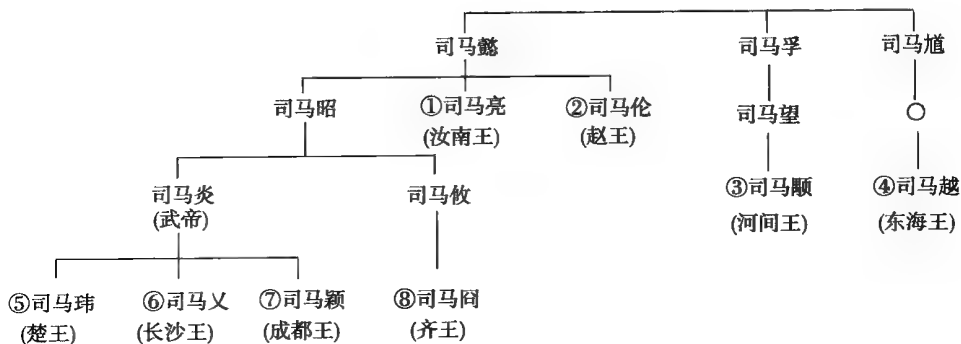 司马懿 司马孚 司马馗
司马昭 ①司马亮 ②司马伦 司马望 ○
(汝南王) (赵王)
司马炎 司马攸 ③司马颙 ④司马越
(武帝) (河间王) (东海王)
⑤司马玮 ⑥司马乂 ⑦司马颖 ⑧司马冏
(楚王) (长沙王) (成都王) (齐王)